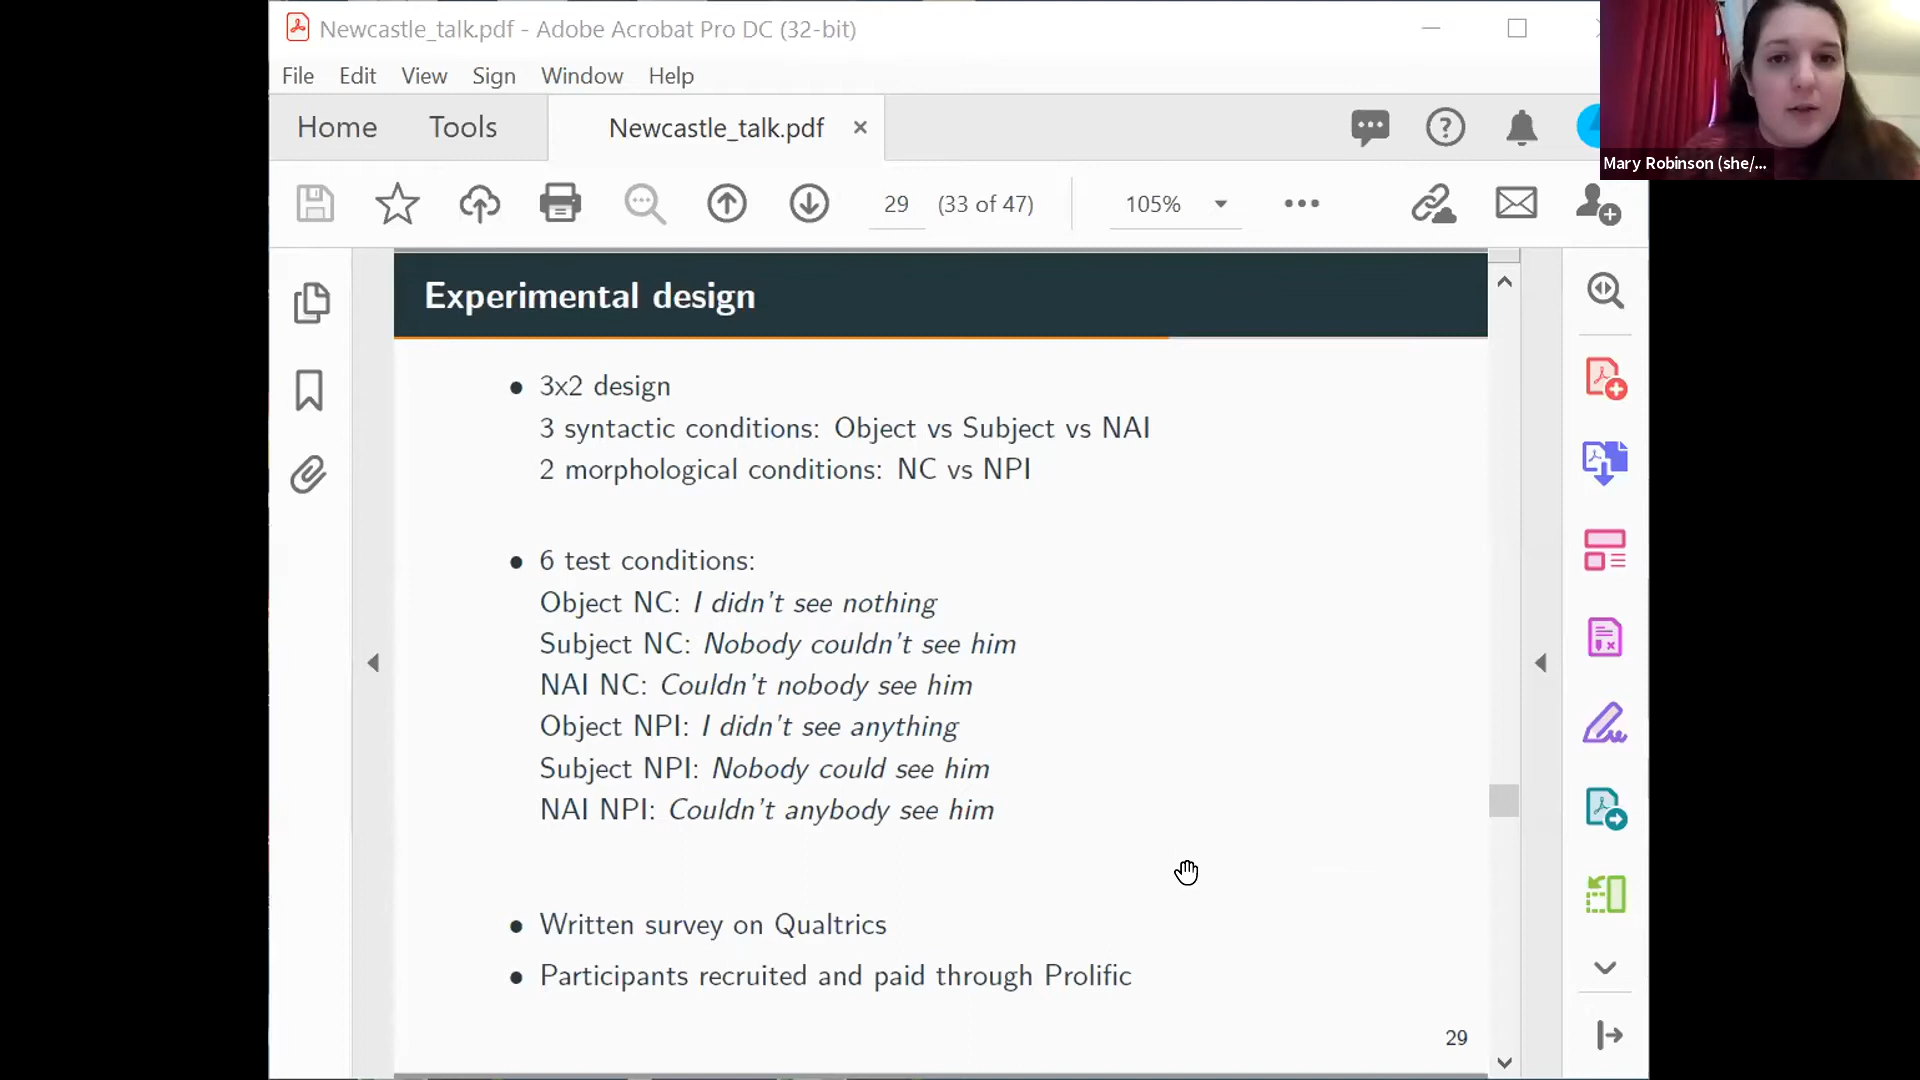 Newcastle_talk.pdf - Adobe Acrobat Pro DC (32-bit)
File Edit View Sign Window Help
Home Tools Newcastle_talk.pdf
29 (33 of 47) 105%
Mary Robinson (she/...
Experimental design
• 3x2 design
3 syntactic conditions: Object vs Subject vs NAI
2 morphological conditions: NC vs NPI
• 6 test conditions:
Object NC: I didn't see nothing
Subject NC: Nobody couldn't see him
NAI NC: Couldn't nobody see him
Object NPI: I didn't see anything
Subject NPI: Nobody could see him
NAI NPI: Couldn't anybody see him
• Written survey on Qualtrics
• Participants recruited and paid through Prolific
29